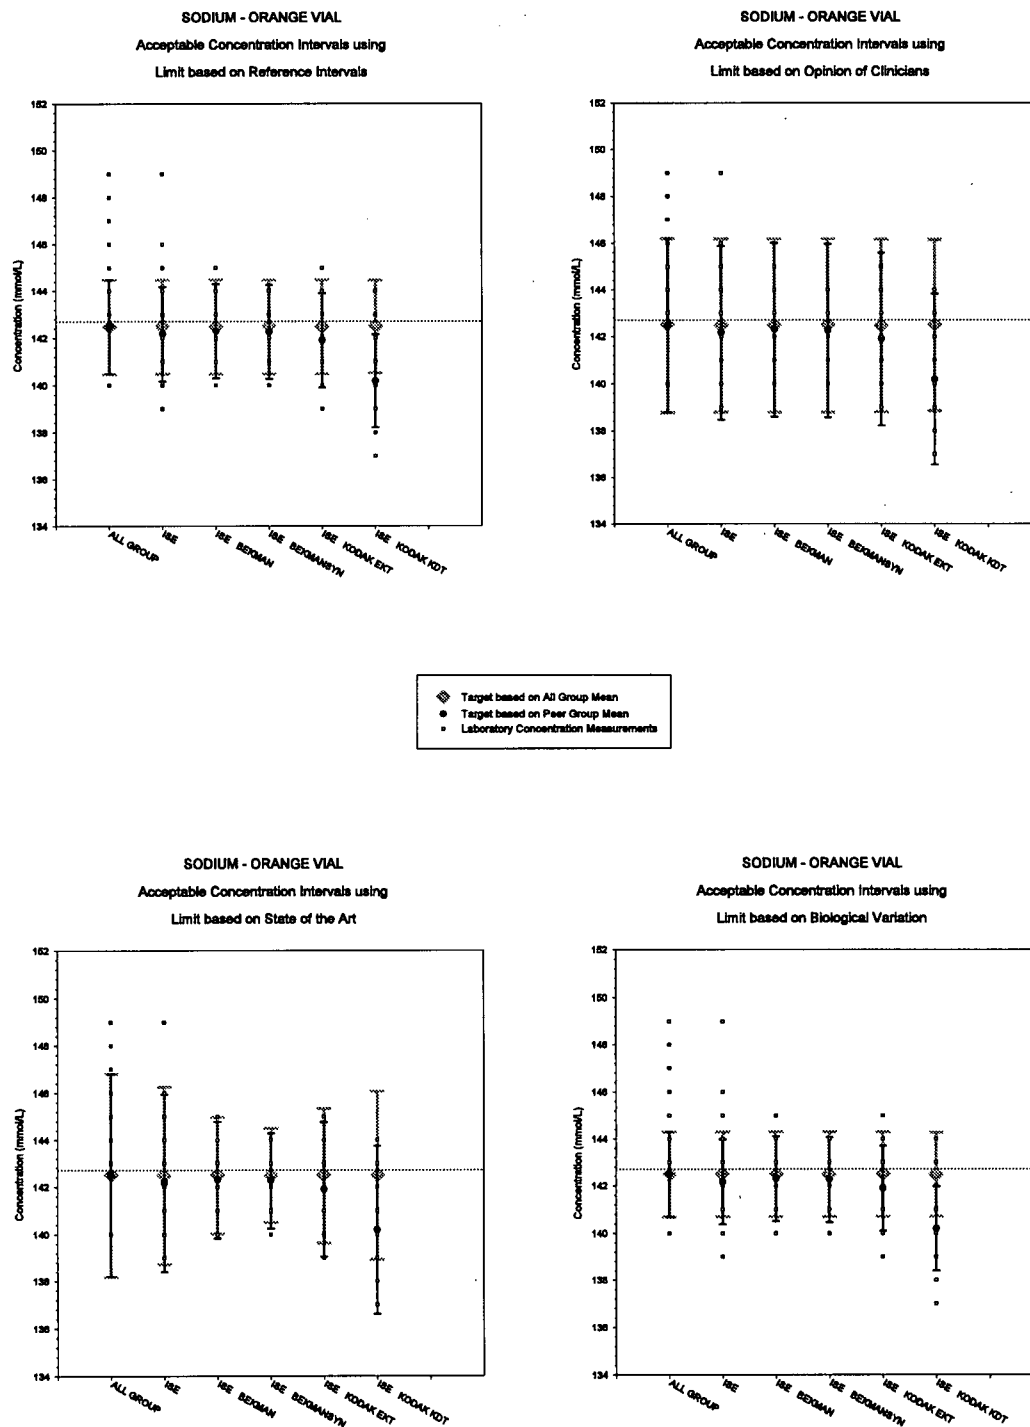 SODIUM - ORANGE VIAL
Acceptable Concentration Intervals using
Limit based on Reference Intervals
Concentration (mmol/L)
152
150
148
146
144
142
140
138
136
134
ALL GROUP
ISE
ISE BEKMAN
ISE BEKMANSYN
ISE KODAK EKT
ISE KODAK KDT
SODIUM - ORANGE VIAL
Acceptable Concentration Intervals using
Limit based on Opinion of Clinicians
Concentration (mmol/L)
152
150
148
146
144
142
140
138
136
134
ALL GROUP
ISE
ISE BEKMAN
ISE BEKMANSYN
ISE KODAK EKT
ISE KODAK KDT
Target based on All Group Mean
Target based on Peer Group Mean
Laboratory Concentration Measurements
SODIUM - ORANGE VIAL
Acceptable Concentration Intervals using
Limit based on State of the Art
Concentration (mmol/L)
152
150
148
146
144
142
140
138
136
134
ALL GROUP
ISE
ISE BEKMAN
ISE BEKMANSYN
ISE KODAK EKT
ISE KODAK KDT
SODIUM - ORANGE VIAL
Acceptable Concentration Intervals using
Limit based on Biological Variation
Concentration (mmol/L)
152
150
148
146
144
142
140
138
136
134
ALL GROUP
ISE
ISE BEKMAN
ISE BEKMANSYN
ISE KODAK EKT
ISE KODAK KDT